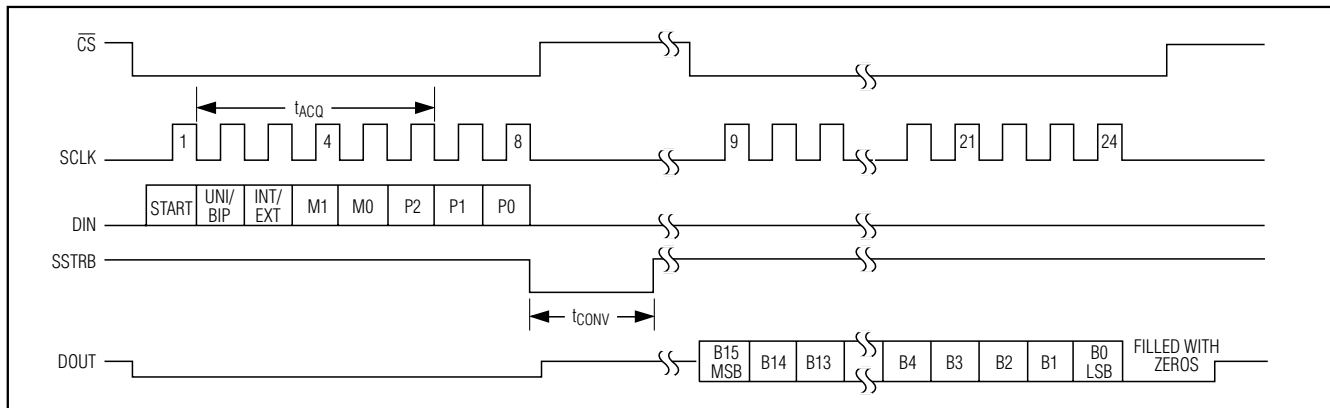 CS
tACQ
1 4 8 9 21 24
SCLK
START UNI/BIP INT/EXT M1 M0 P2 P1 P0
DIN
SSTRB
tCONV
DOUT B15 MSB B14 B13 B4 B3 B2 B1 B0 LSB FILLED WITH ZEROS